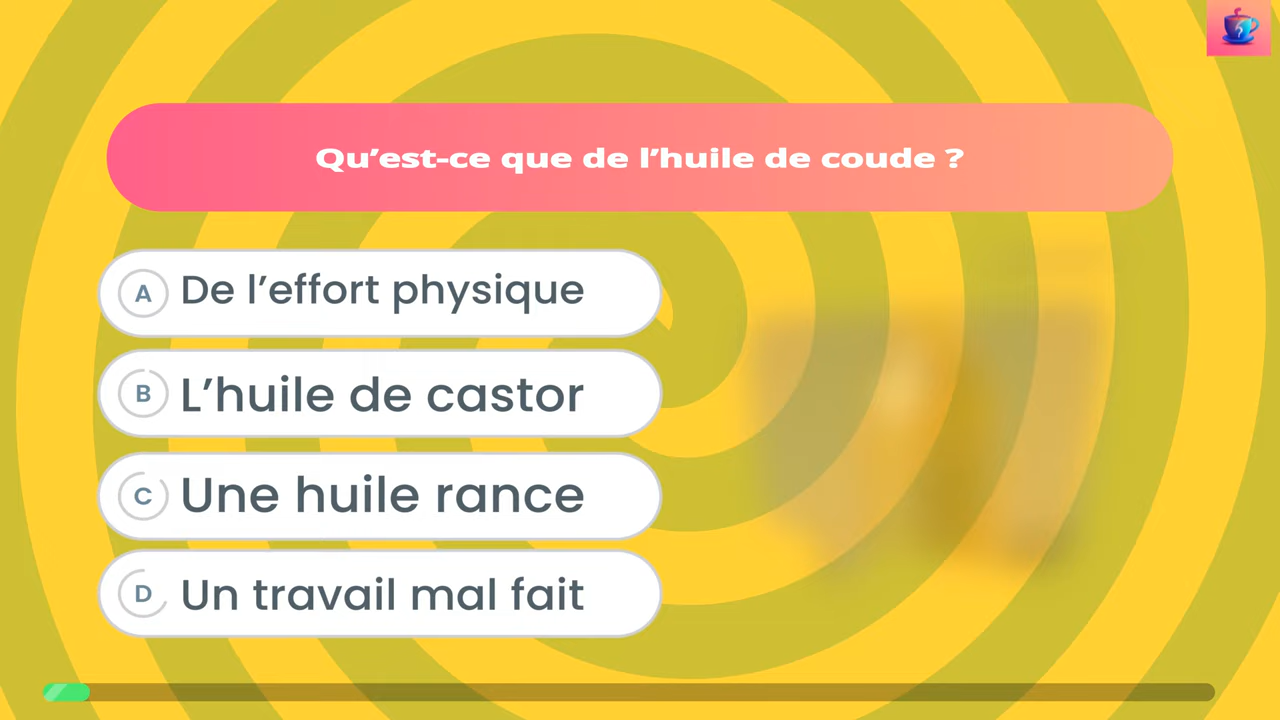 Qu’est-ce que de l’huile de coude ?
A De l’effort physique
B L’huile de castor
C Une huile rance
D Un travail mal fait